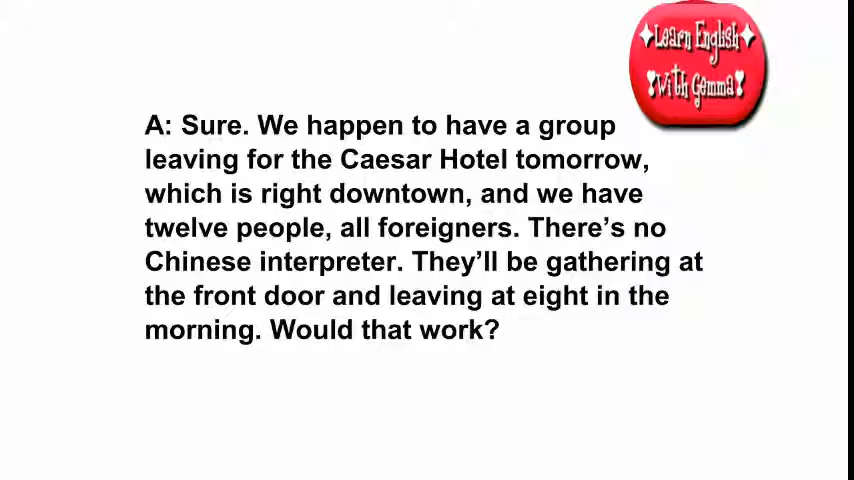 Learn English
With Gemma
A: Sure. We happen to have a group
leaving for the Caesar Hotel tomorrow,
which is right downtown, and we have
twelve people, all foreigners. There’s no
Chinese interpreter. They’ll be gathering at
the front door and leaving at eight in the
morning. Would that work?